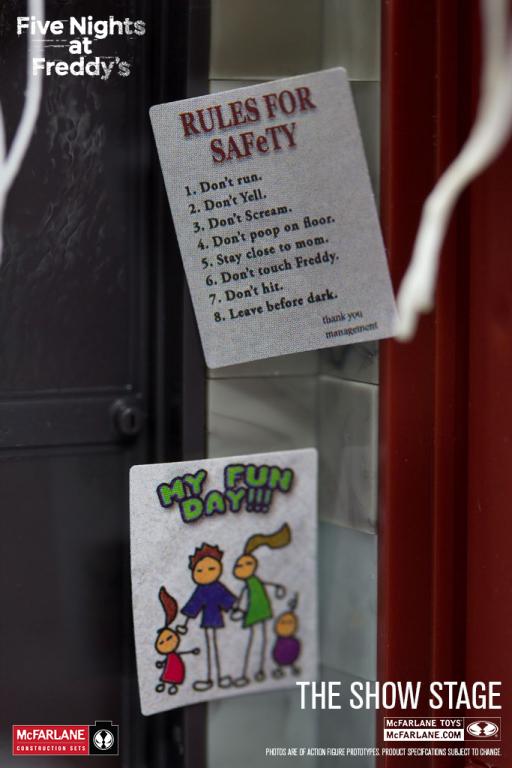 Five Nights
at
Freddy's
RULES FOR
SAFeTY
1. Don't run.
2. Don't Yell.
3. Don't Scream.
4. Don't poop on floor.
5. Stay close to mom.
6. Don't touch Freddy.
7. Don't hit.
8. Leave before dark.
thank you
management
MY FUN
DAY!!!
THE SHOW STAGE
McFARLANE
CONSTRUCTION SETS
McFARLANE TOYS
McFARLANE.COM
PHOTOS ARE OF ACTION FIGURE PROTOTYPES. PRODUCT SPECIFCATIONS SUBJECT TO CHANGE.